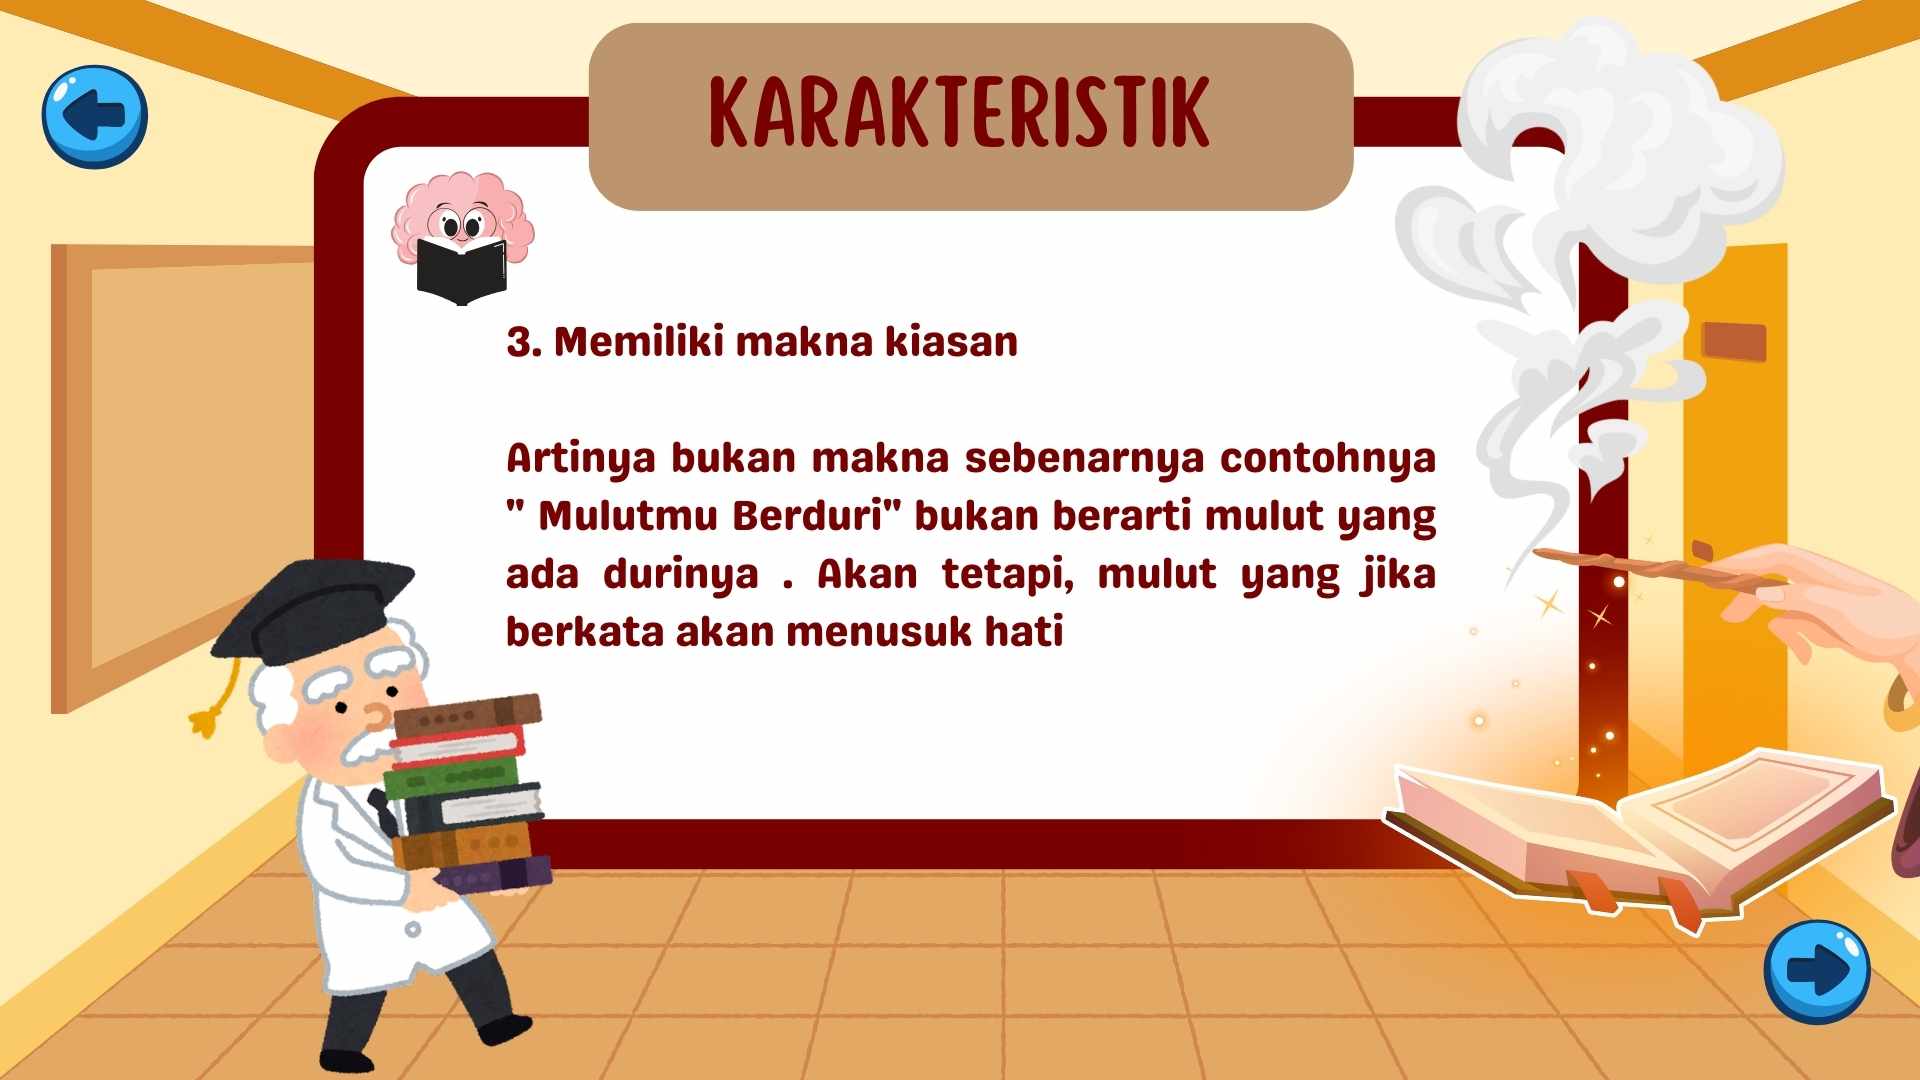 KARAKTERISTIK
3. Memiliki makna kiasan
Artinya bukan makna sebenarnya contohnya
" Mulutmu Berduri" bukan berarti mulut yang
ada durinya . Akan tetapi, mulut yang jika
berkata akan menusuk hati